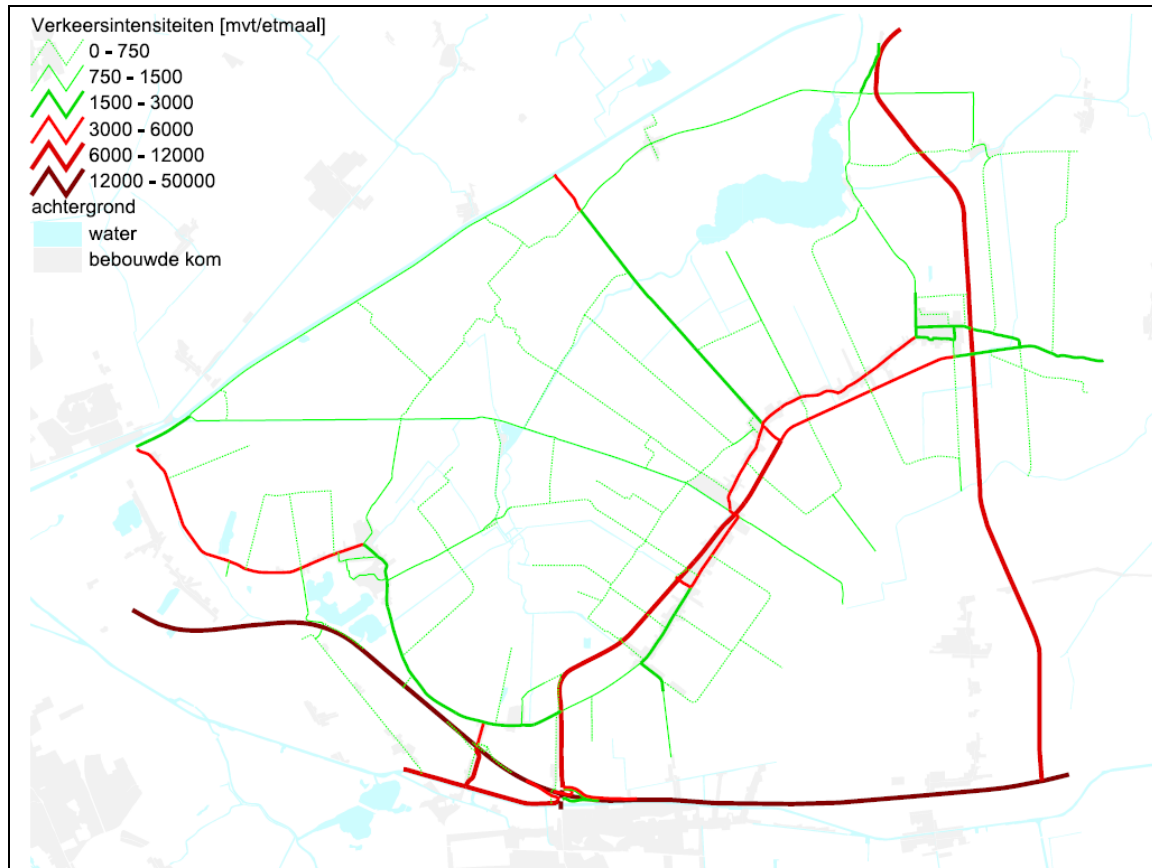 Verkeersintensiteiten [mvt/etmaal]
0 - 750
750 - 1500
1500 - 3000
3000 - 6000
6000 - 12000
12000 - 50000
achtergrond
water
bebouwde kom